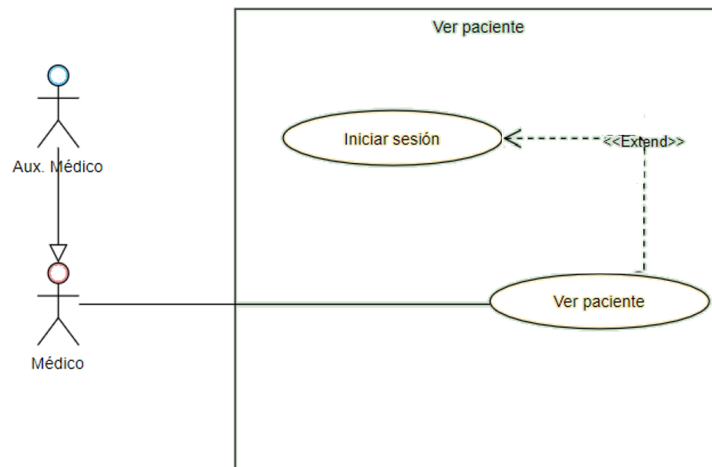 Ver paciente
Iniciar sesión
<<Extend>>
Aux. Médico
Ver paciente
Médico